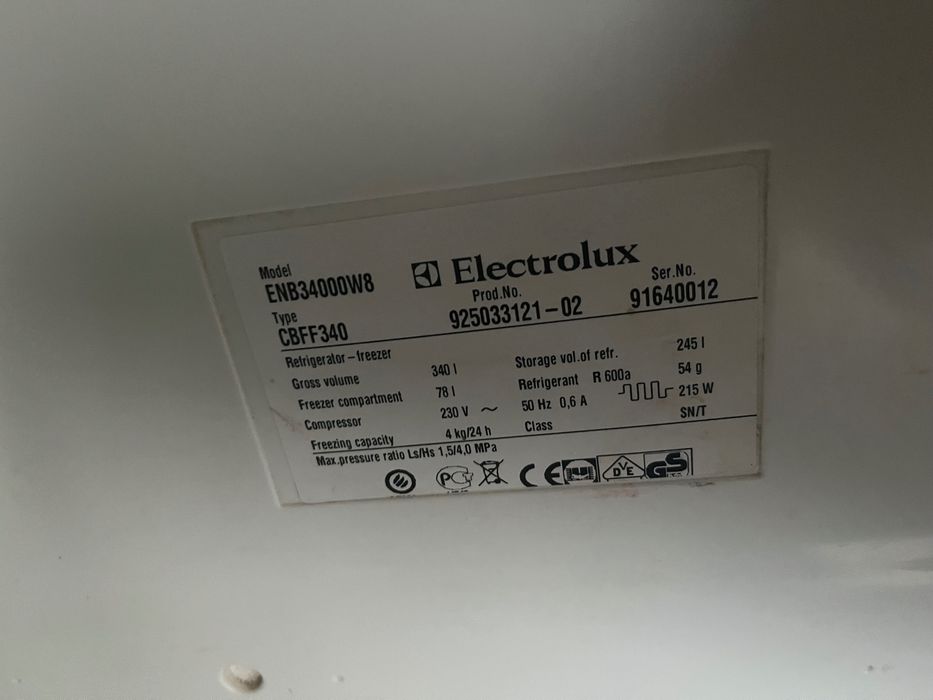 Model
ENB34000W8
Electrolux
Type
CBFF340
Prod.No.
925033121-02
Ser.No.
91640012
Refrigerator-freezer
Gross volume 340 l Storage vol.of refr. 245 l
Freezer compartment 78 l Refrigerant R 600a 54 g
Compressor 230 V ~ 50 Hz 0,6 A 215 W
Freezing capacity 4 kg/24 h Class SN/T
Max.pressure ratio Ls/Hs 1,5/4,0 MPa
CE DVE GS